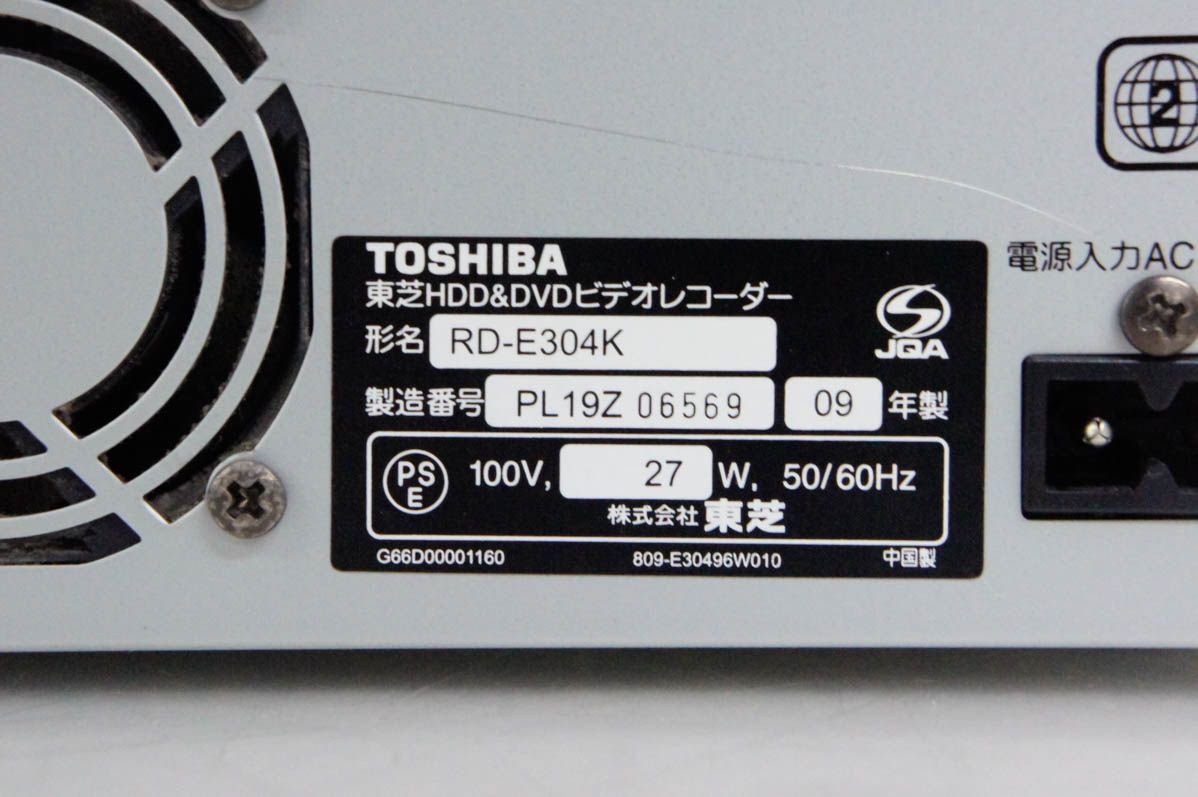 2
電源入力AC
TOSHIBA
東芝HDD&DVDビデオレコーダー
形名 RD-E304K
JQA
製造番号 PL19Z 06569 09 年製
PS E 100V, 27 W, 50/60Hz
株式会社 東芝
G66D00001160 809-E30496W010 中国製